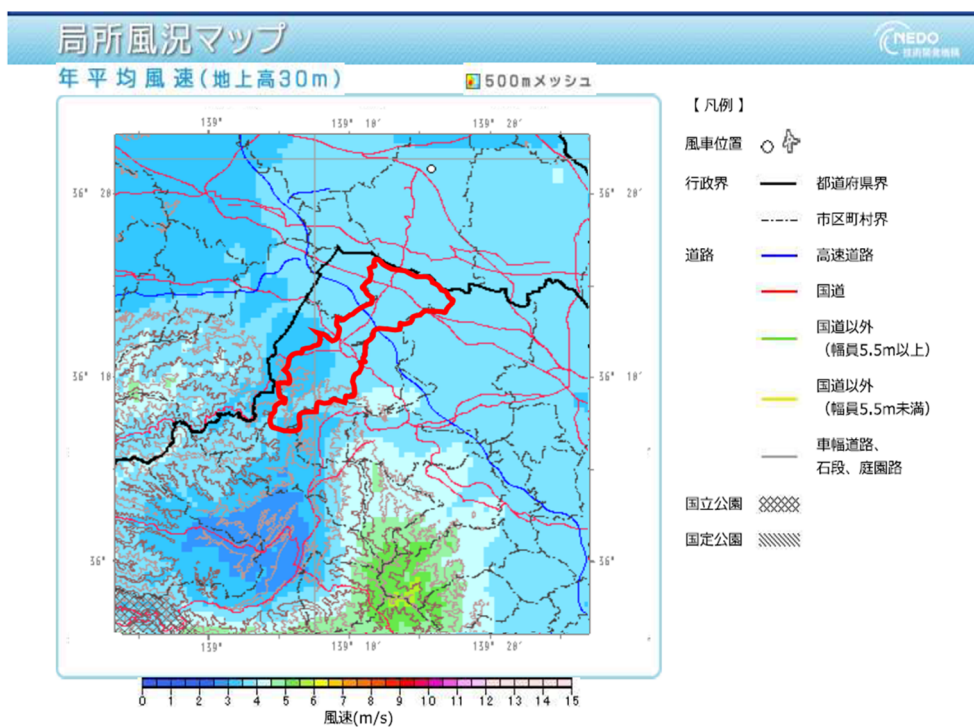 局所風況マップ
NEDO
技術開発機構
年平均風速(地上高30m)
500mメッシュ
139°
139° 10′
139° 20′
36° 20′
36° 20′
36° 10′
36° 10′
36°
36°
139°
139° 10′
139° 20′
0 1 2 3 4 5 6 7 8 9 10 11 12 13 14 15
風速(m/s)
【 凡例 】
風車位置
行政界
都道府県界
市区町村界
道路
高速道路
国道
国道以外
(幅員5.5m以上)
国道以外
(幅員5.5m未満)
車幅道路、
石段、庭園路
国立公園
国定公園